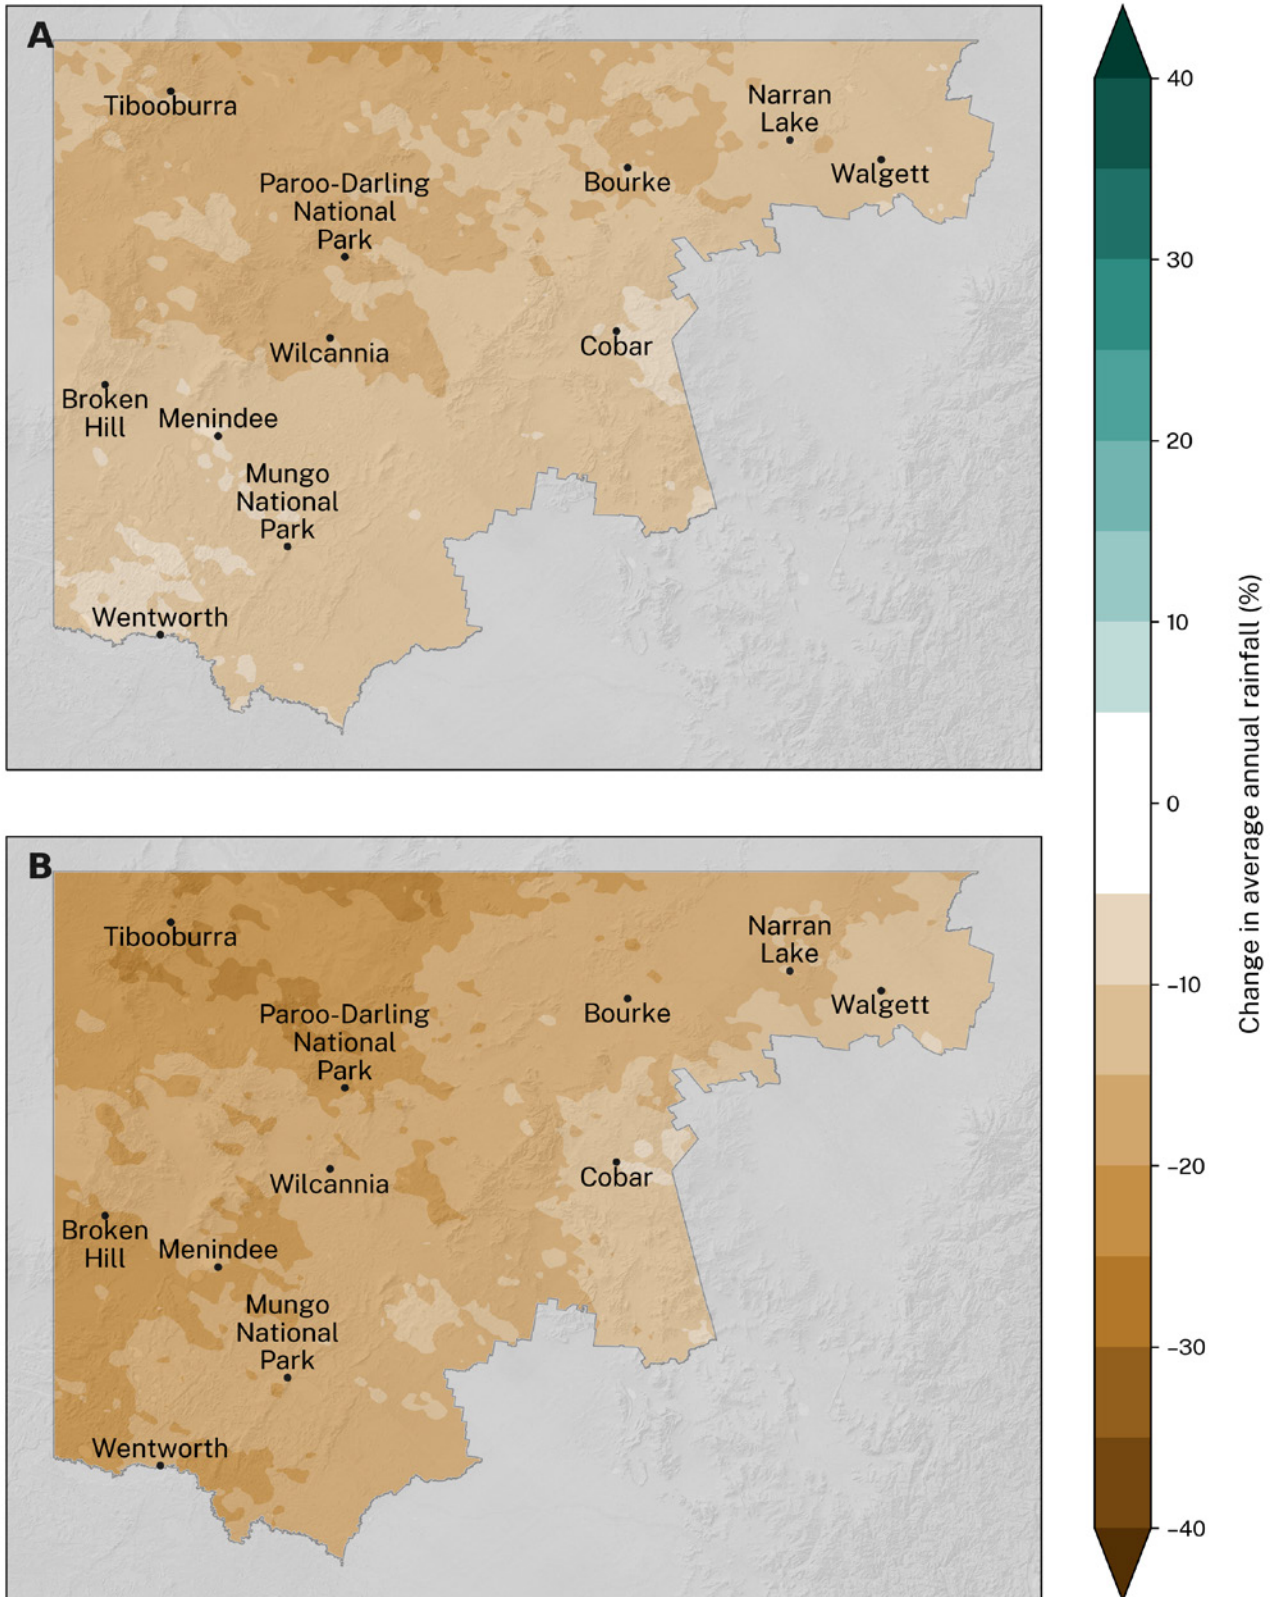 A
Tibooburra
Narran
Lake
Walgett
Bourke
Paroo-Darling
National
Park
Wilcannia
Cobar
Broken
Hill
Menindee
Mungo
National
Park
Wentworth
B
Tibooburra
Narran
Lake
Walgett
Bourke
Paroo-Darling
National
Park
Wilcannia
Cobar
Broken
Hill
Menindee
Mungo
National
Park
Wentworth
40
30
20
10
0
−10
−20
−30
−40
Change in average annual rainfall (%)